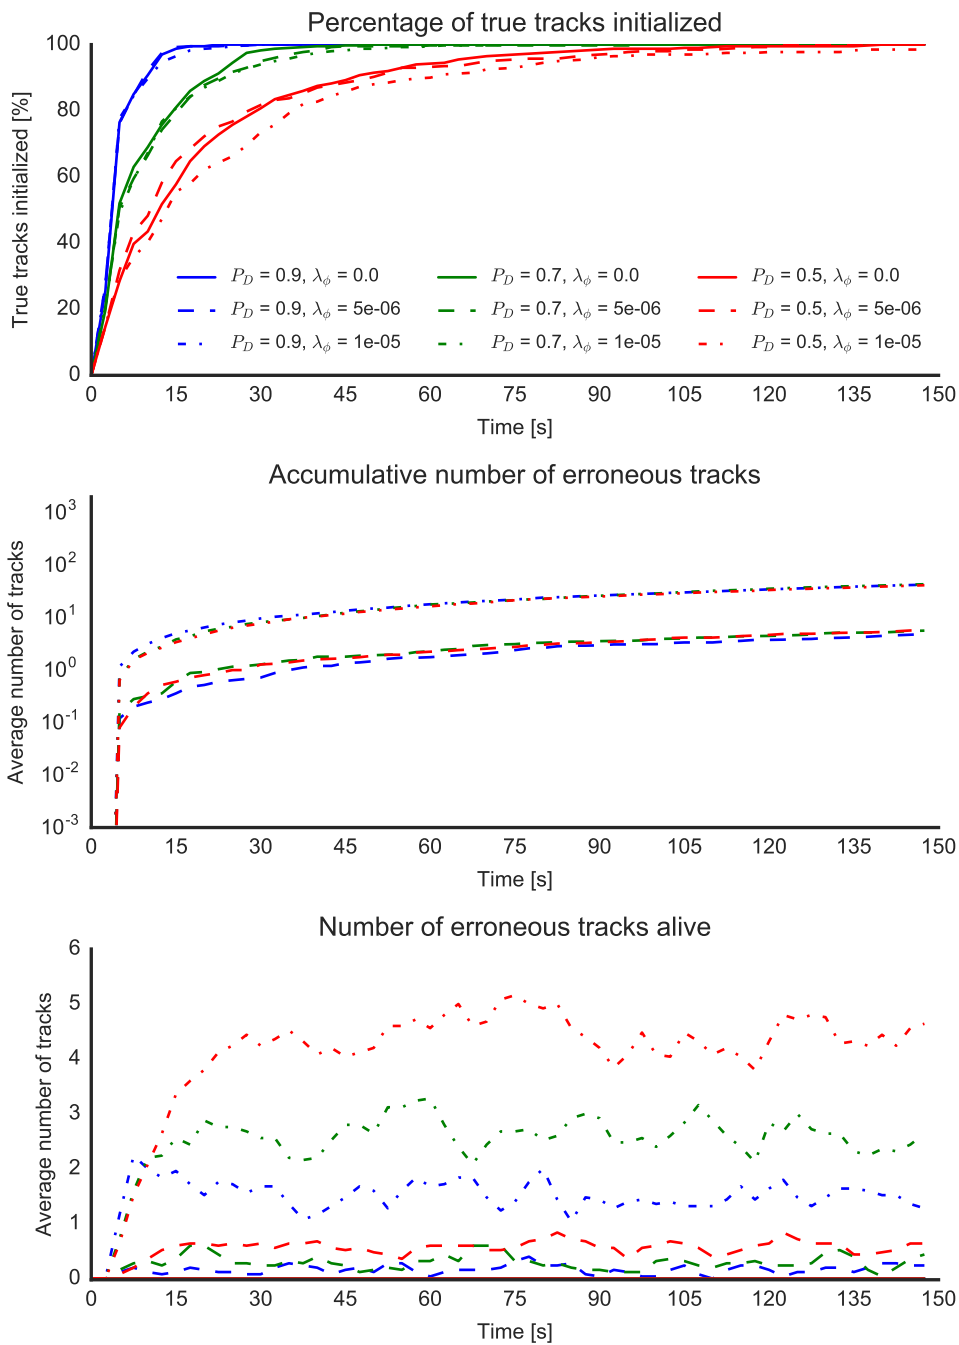 Percentage of true tracks initialized
True tracks initialized [%]
100
80
60
40
20
0
P_D = 0.9, λ_ϕ = 0.0
P_D = 0.7, λ_ϕ = 0.0
P_D = 0.5, λ_ϕ = 0.0
P_D = 0.9, λ_ϕ = 5e-06
P_D = 0.7, λ_ϕ = 5e-06
P_D = 0.5, λ_ϕ = 5e-06
P_D = 0.9, λ_ϕ = 1e-05
P_D = 0.7, λ_ϕ = 1e-05
P_D = 0.5, λ_ϕ = 1e-05
0 15 30 45 60 75 90 105 120 135 150
Time [s]
Accumulative number of erroneous tracks
Average number of tracks
10^3
10^2
10^1
10^0
10^-1
10^-2
10^-3
0 15 30 45 60 75 90 105 120 135 150
Time [s]
Number of erroneous tracks alive
Average number of tracks
6
5
4
3
2
1
0
0 15 30 45 60 75 90 105 120 135 150
Time [s]